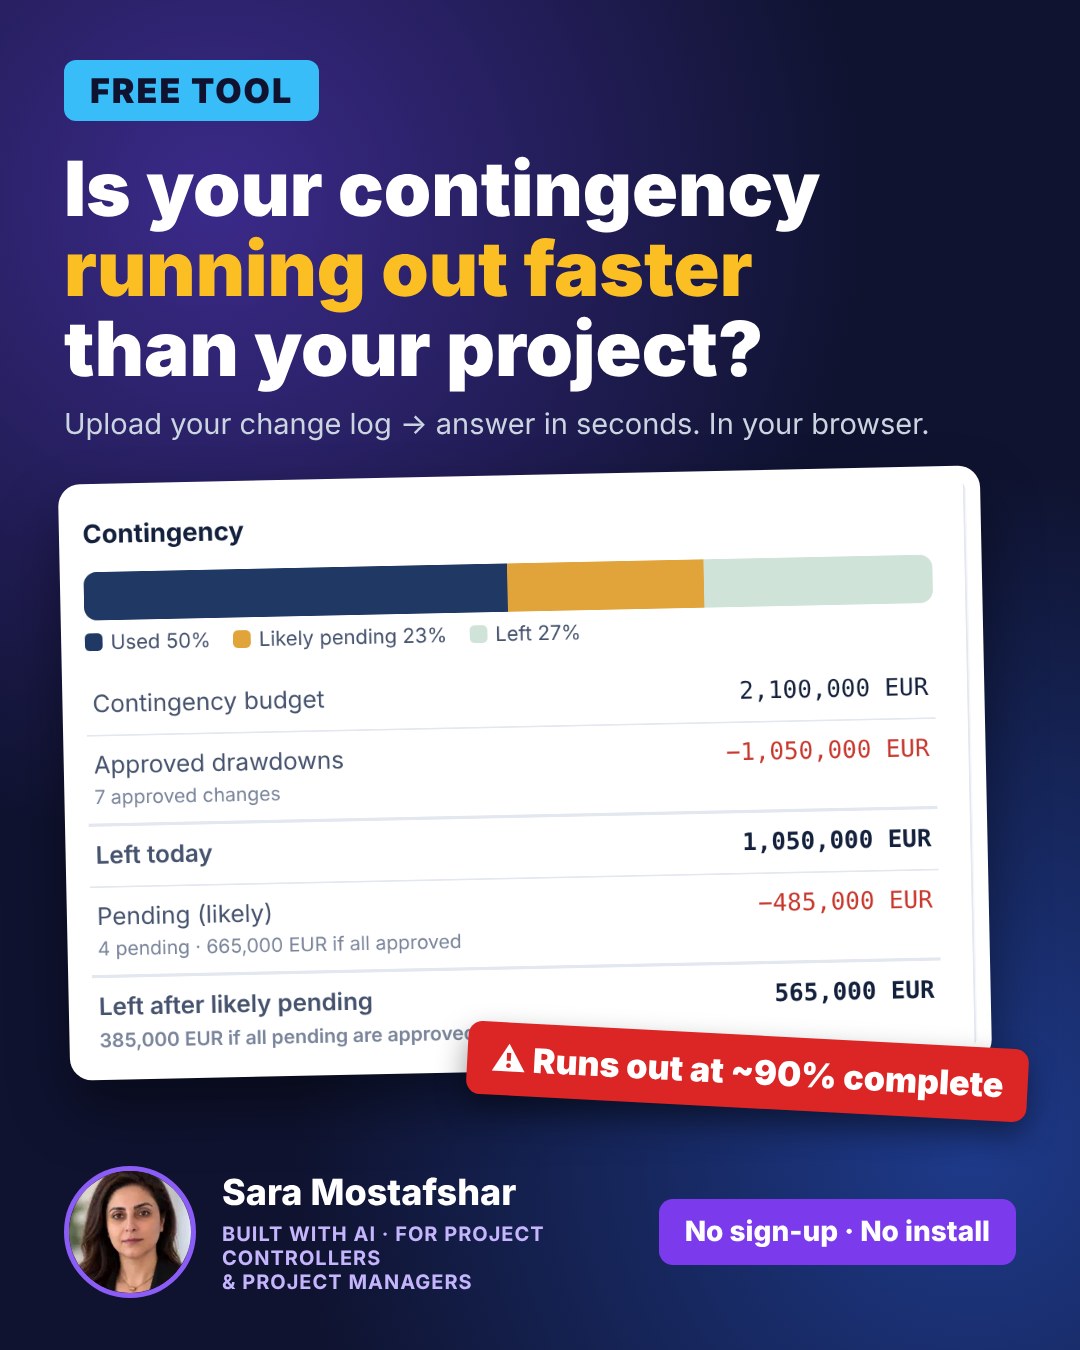 FREE TOOL
Is your contingency
running out faster
than your project?
Upload your change log → answer in seconds. In your browser.
Contingency
Used 50% Likely pending 23% Left 27%
Contingency budget 2,100,000 EUR
Approved drawdowns −1,050,000 EUR
7 approved changes
Left today 1,050,000 EUR
Pending (likely) −485,000 EUR
4 pending · 665,000 EUR if all approved
Left after likely pending 565,000 EUR
385,000 EUR if all pending are approved
⚠ Runs out at ~90% complete
Sara Mostafshar
BUILT WITH AI · FOR PROJECT
CONTROLLERS
& PROJECT MANAGERS
No sign-up · No install